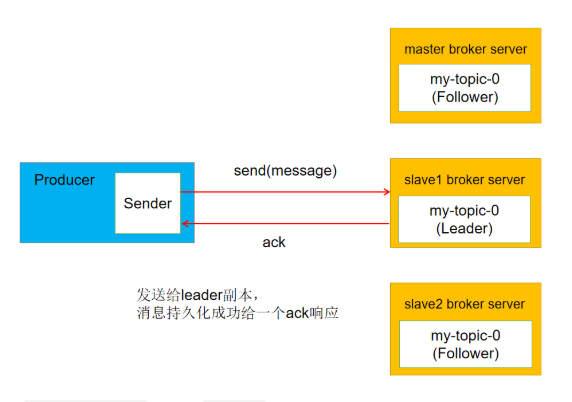 master broker server
my-topic-0
(Follower)
Producer
Sender
send(message)
ack
slave1 broker server
my-topic-0
(Leader)
发送给leader副本，
消息持久化成功给一个ack响应
slave2 broker server
my-topic-0
(Follower)